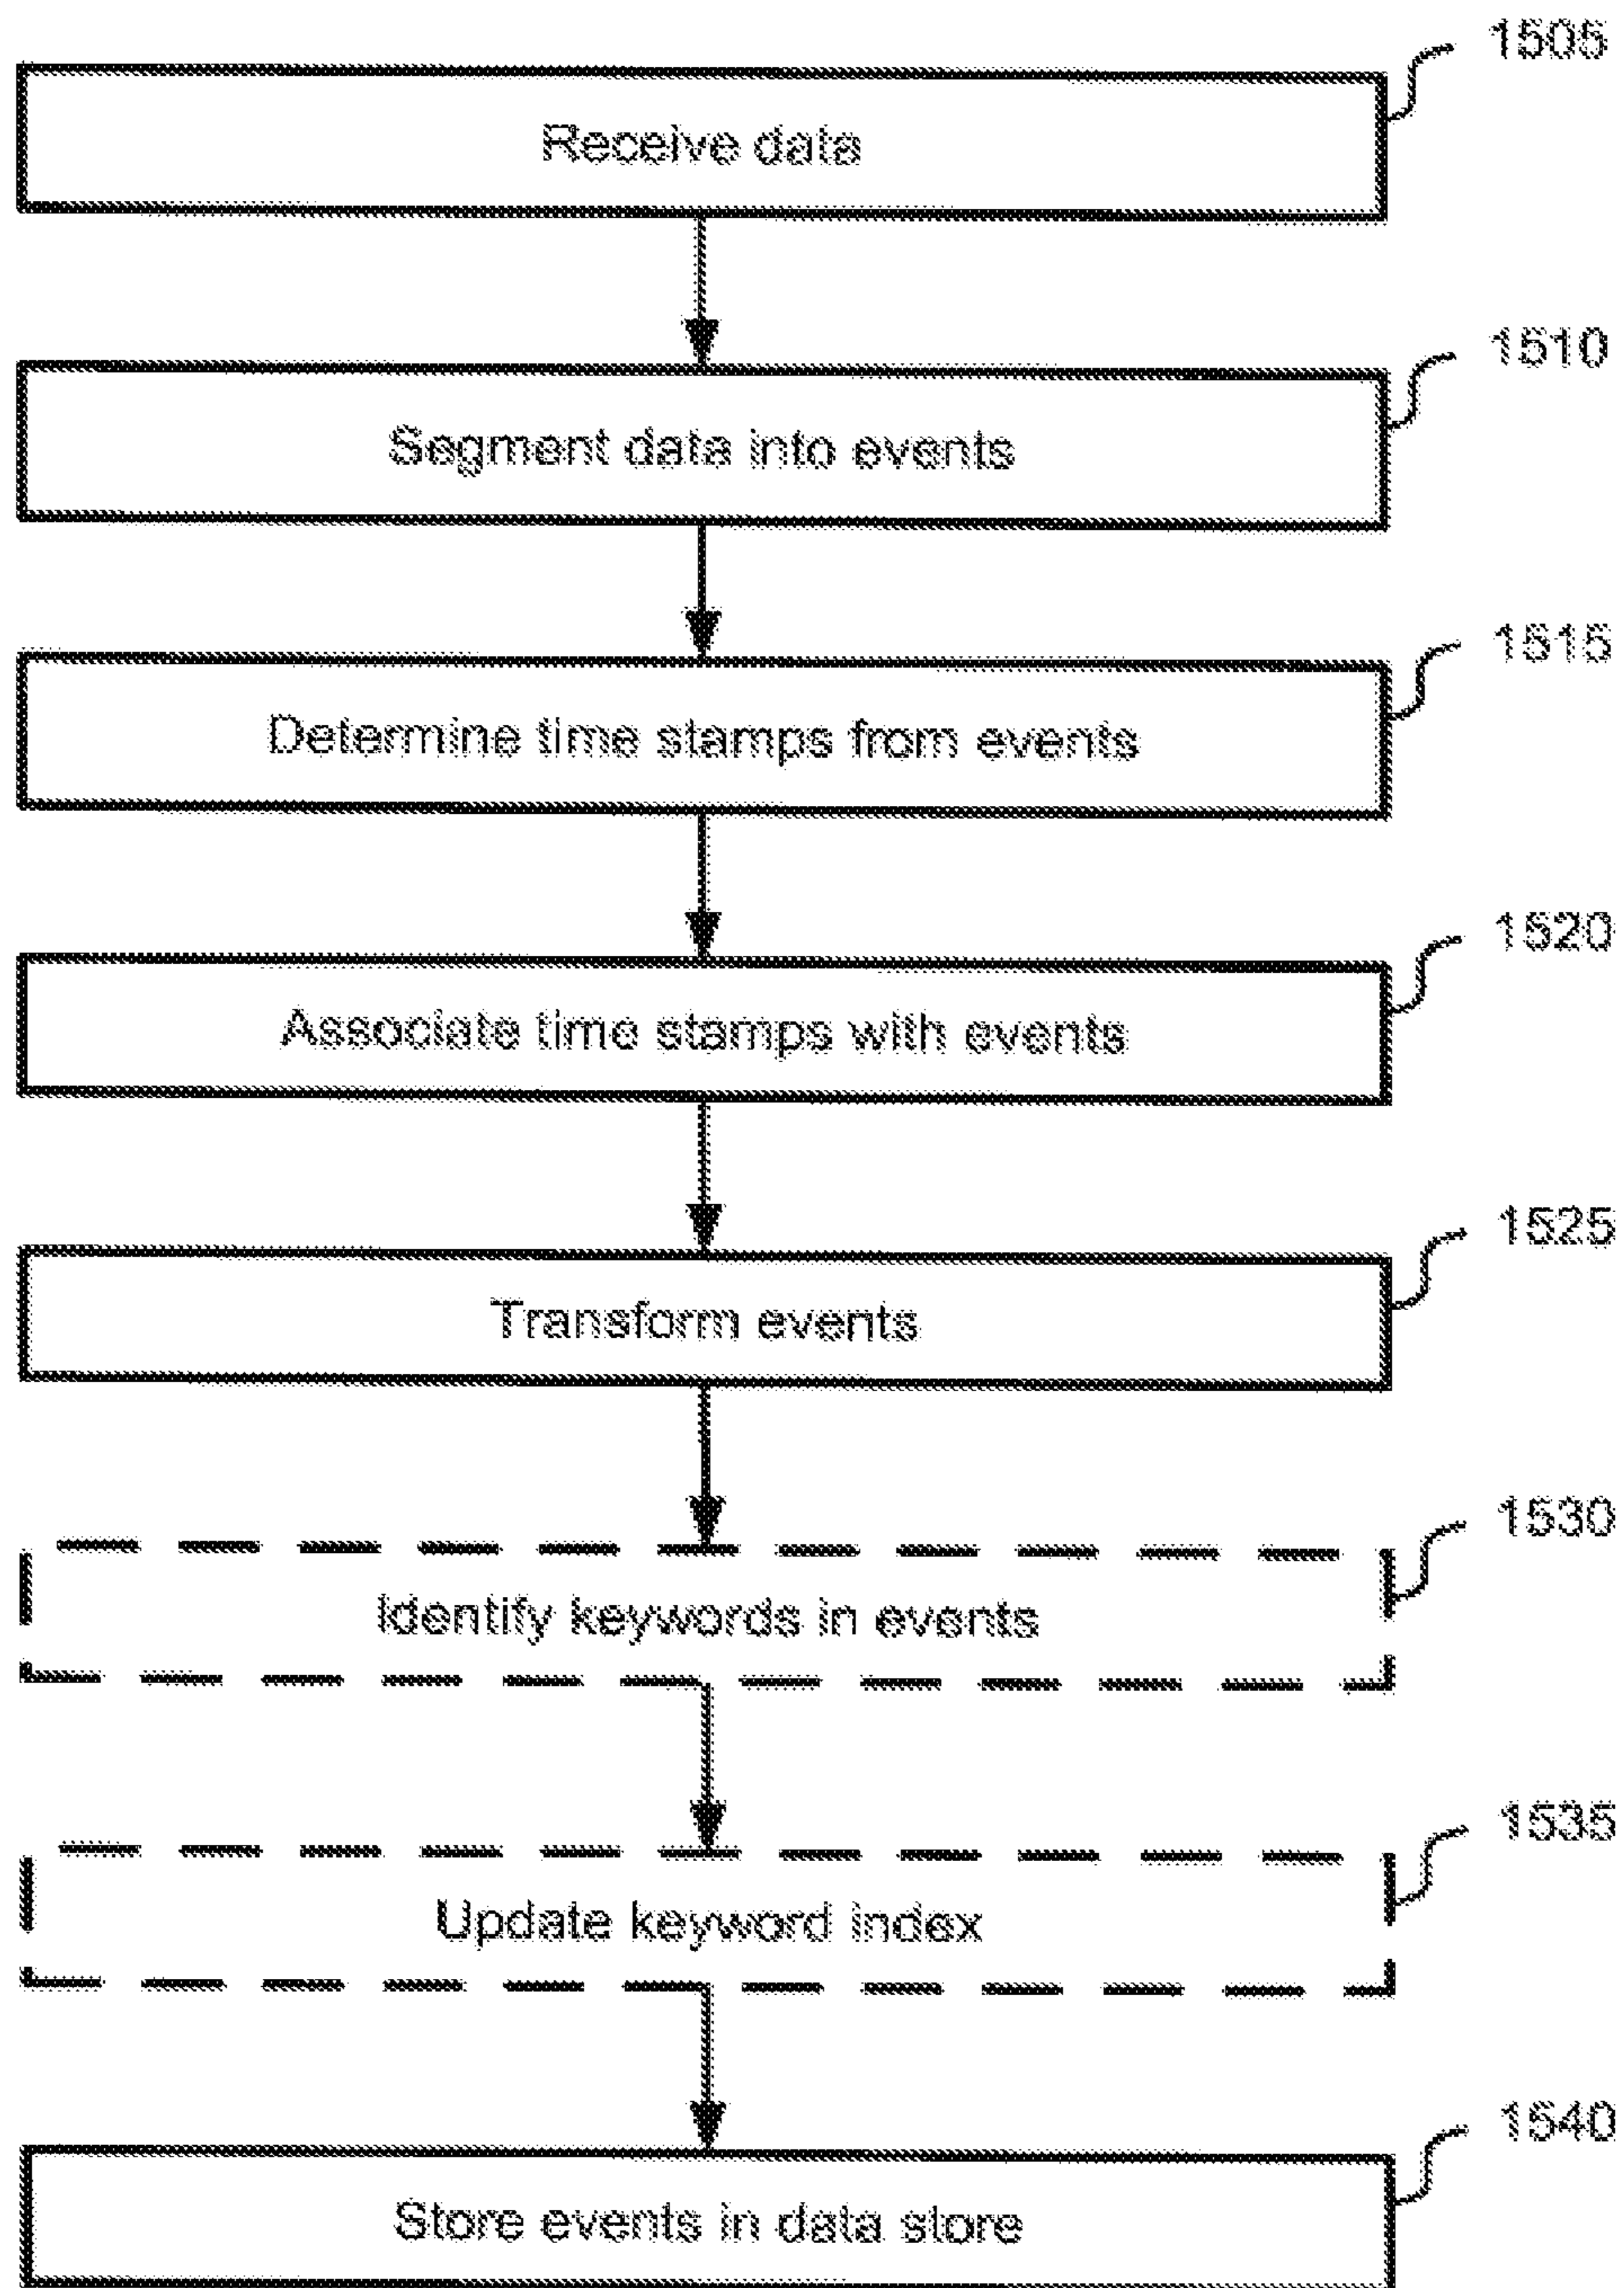 1505
Receive data
1510
Segment data into events
1515
Determine time stamps from events
1520
Associate time stamps with events
1525
Transform events
1530
Identify keywords in events
1535
Update keyword index
1540
Store events in data store